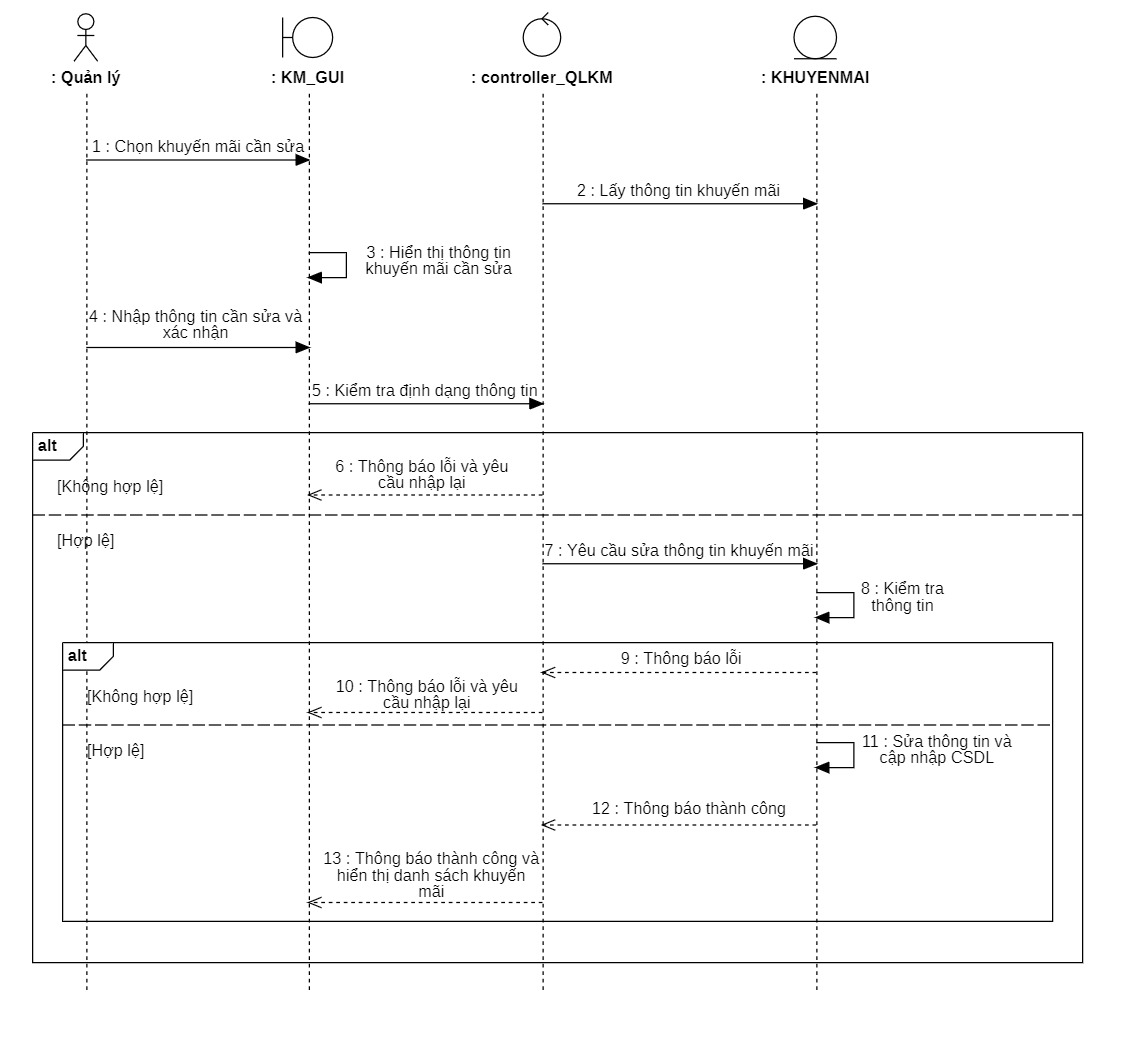 : Quản lý
: KM_GUI
: controller_QLKM
: KHUYENMAI
1 : Chọn khuyến mãi cần sửa
2 : Lấy thông tin khuyến mãi
3 : Hiển thị thông tin
khuyến mãi cần sửa
4 : Nhập thông tin cần sửa và
xác nhận
5 : Kiểm tra định dạng thông tin
alt
6 : Thông báo lỗi và yêu
cầu nhập lại
[Không hợp lệ]
[Hợp lệ]
7 : Yêu cầu sửa thông tin khuyến mãi
8 : Kiểm tra
thông tin
alt
9 : Thông báo lỗi
10 : Thông báo lỗi và yêu
cầu nhập lại
[Không hợp lệ]
[Hợp lệ]
11 : Sửa thông tin và
cập nhập CSDL
12 : Thông báo thành công
13 : Thông báo thành công và
hiển thị danh sách khuyến
mãi